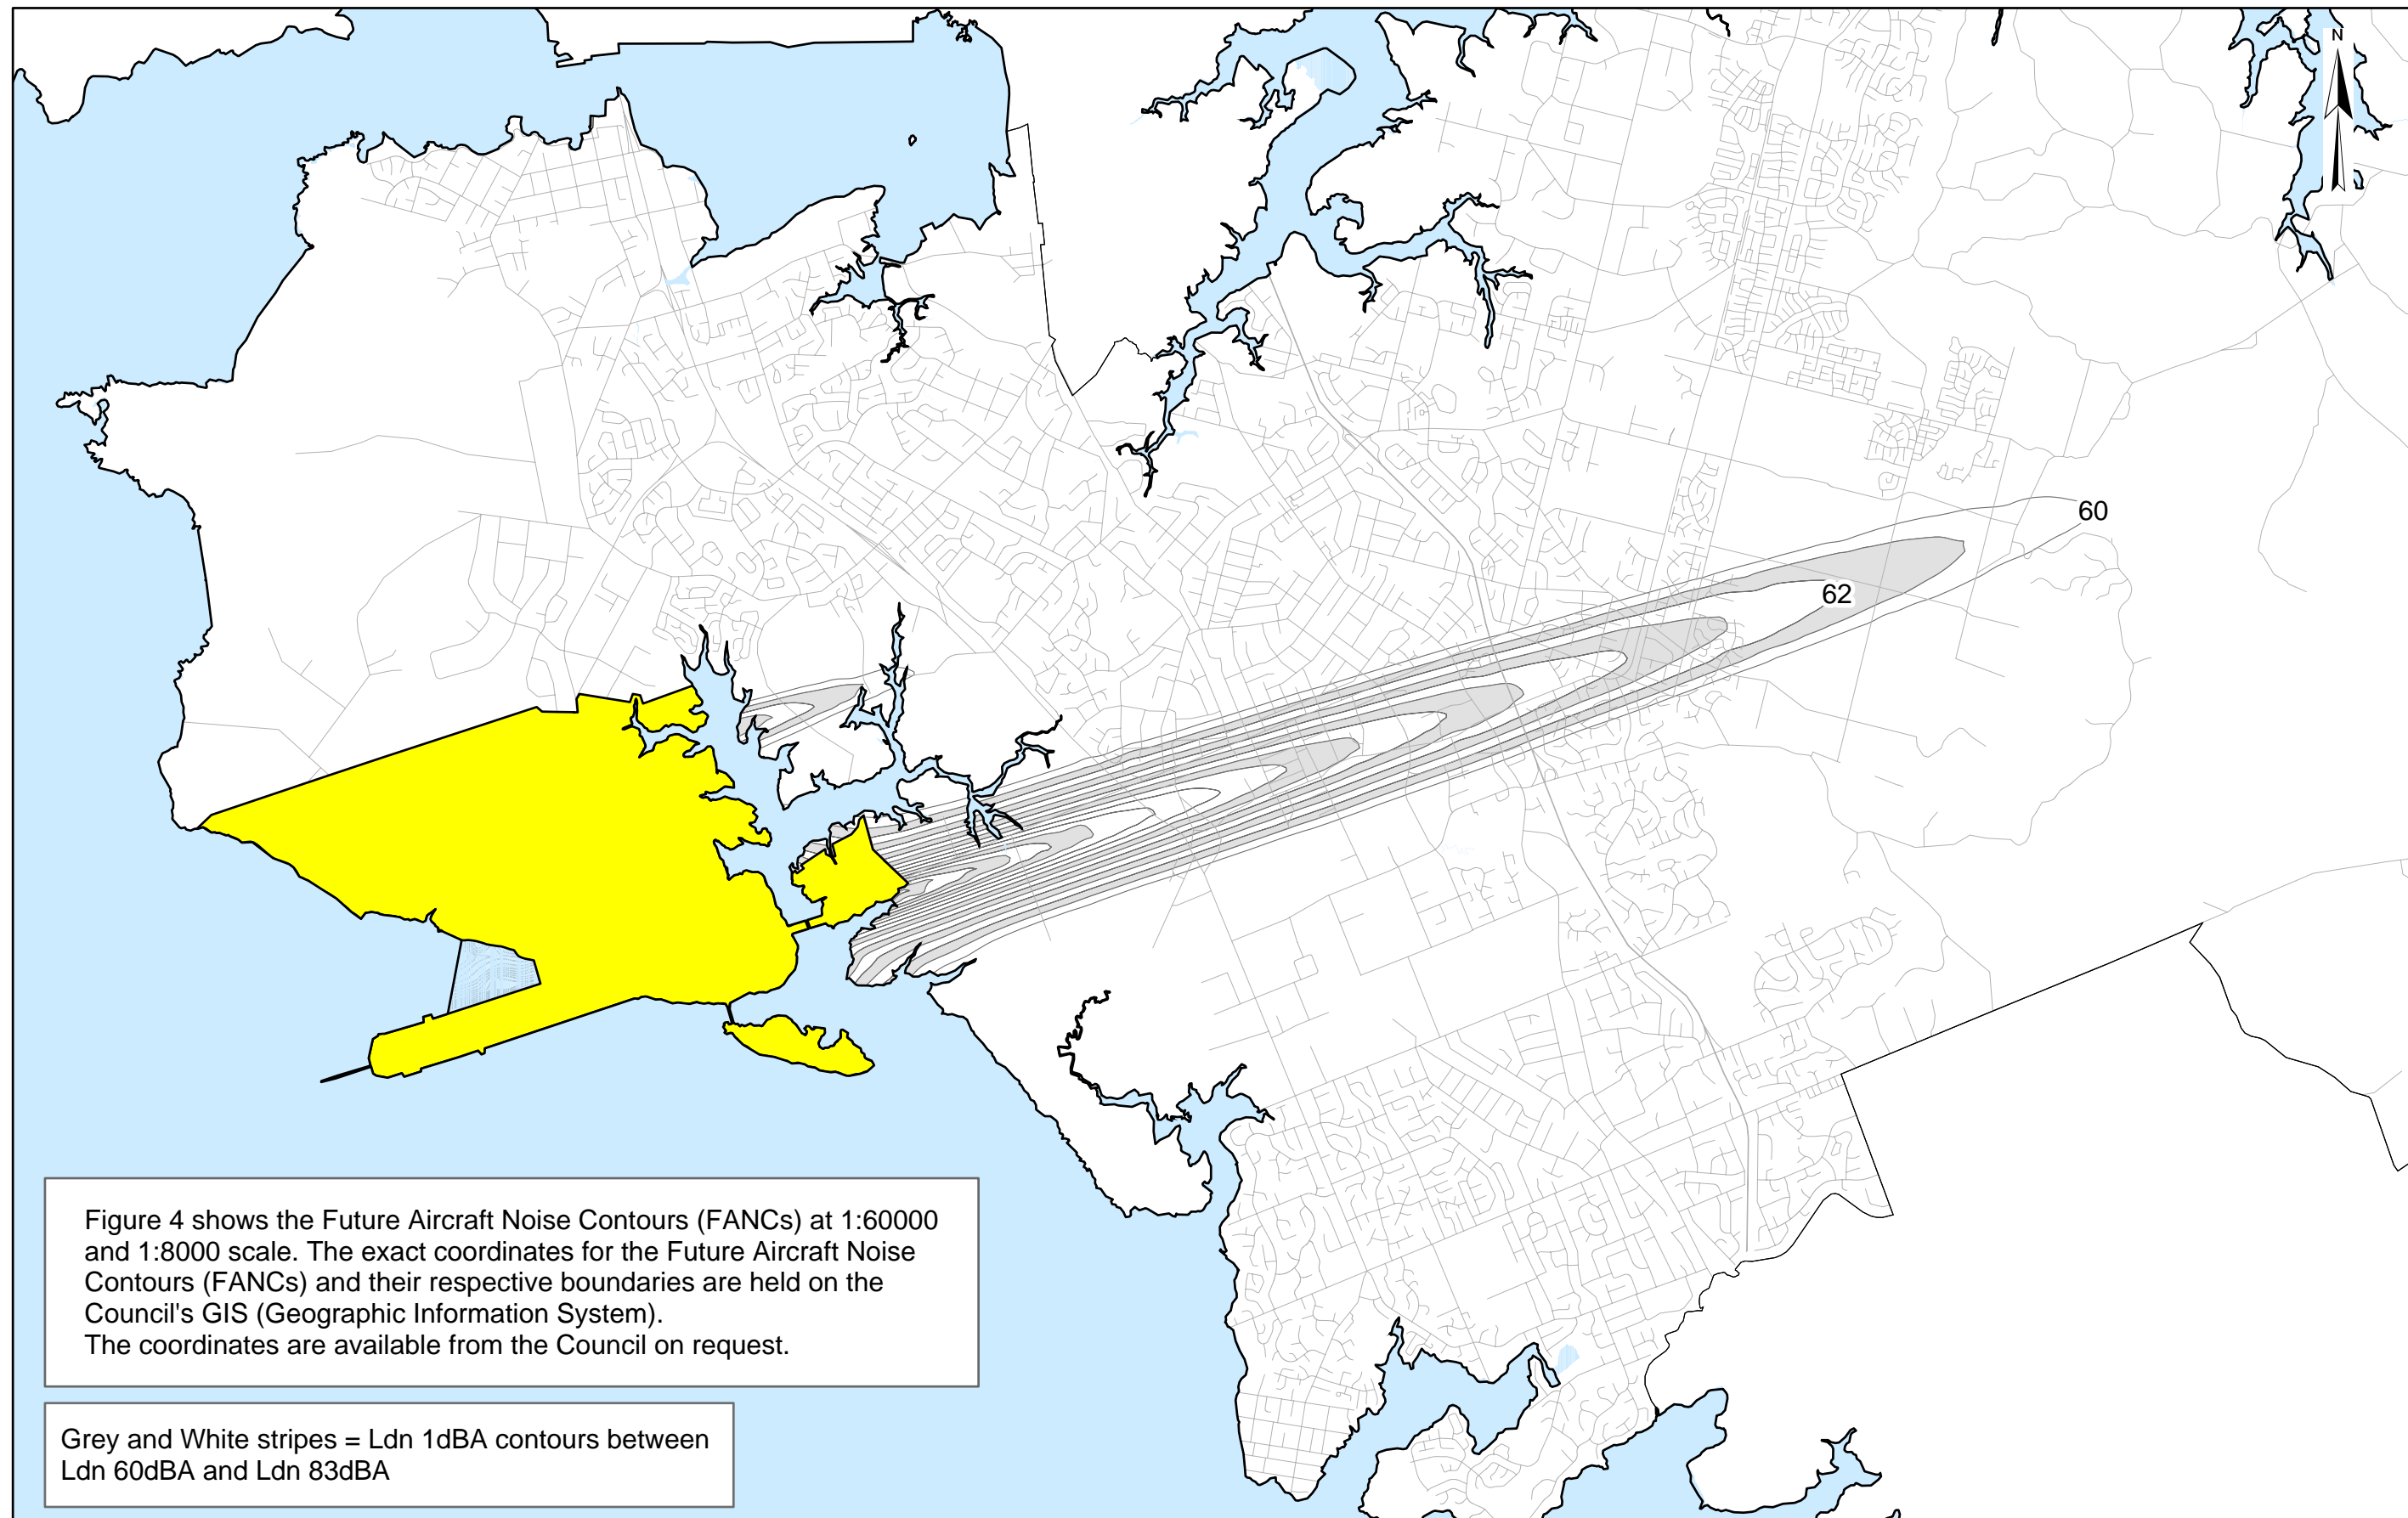 N
60
62
Figure 4 shows the Future Aircraft Noise Contours (FANCs) at 1:60000
and 1:8000 scale. The exact coordinates for the Future Aircraft Noise
Contours (FANCs) and their respective boundaries are held on the
Council's GIS (Geographic Information System).
The coordinates are available from the Council on request.
Grey and White stripes = Ldn 1dBA contours between
Ldn 60dBA and Ldn 83dBA